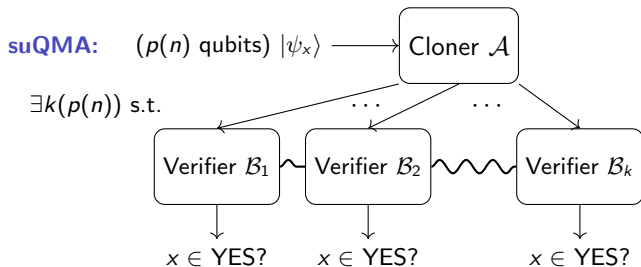 suQMA: (p(n) qubits) |ψ_x⟩
Cloner 𝒜
∃k(p(n)) s.t.
··· ···
Verifier ℬ_1 Verifier ℬ_2 Verifier ℬ_k
x ∈ YES? x ∈ YES? x ∈ YES?